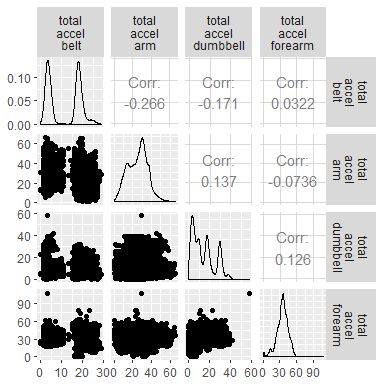 total total total total
accel accel accel accel
belt arm dumbbell forearm
0.10
0.05
0.00
Corr:
-0.266
Corr:
-0.171
Corr:
0.0322
total
accel
belt
60
40
20
0
Corr:
0.137
Corr:
-0.0736
total
accel
arm
60
40
20
0
Corr:
0.126
total
accel
dumbbell
90
60
30
0
total
accel
forearm
0 10 20 30 0 20 40 60 0 20 40 60 0 30 60 90